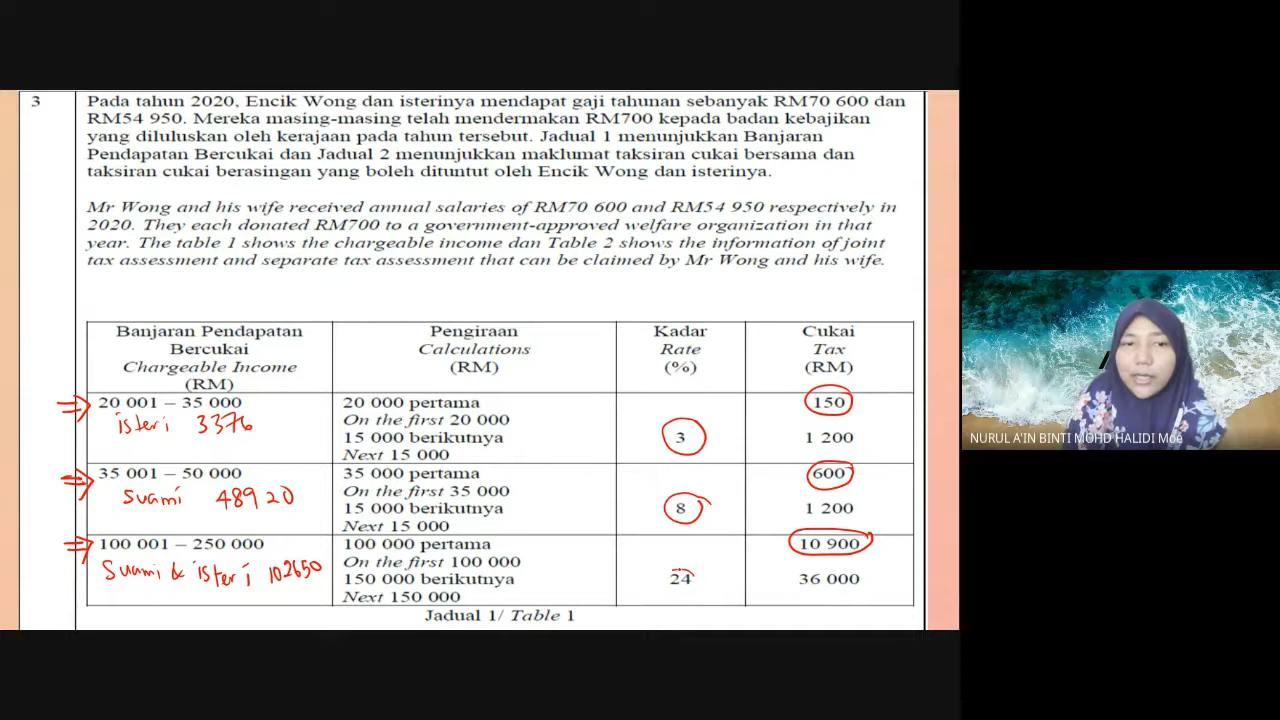 3
Pada tahun 2020, Encik Wong dan isterinya mendapat gaji tahunan sebanyak RM70 600 dan
RM54 950. Mereka masing-masing telah mendermakan RM700 kepada badan kebajikan
yang diluluskan oleh kerajaan pada tahun tersebut. Jadual 1 menunjukkan Banjaran
Pendapatan Bercukai dan Jadual 2 menunjukkan maklumat taksiran cukai bersama dan
taksiran cukai berasingan yang boleh dituntut oleh Encik Wong dan isterinya.
Mr Wong and his wife received annual salaries of RM70 600 and RM54 950 respectively in
2020. They each donated RM700 to a government-approved welfare organization in that
year. The table 1 shows the chargeable income dan Table 2 shows the information of joint
tax assessment and separate tax assessment that can be claimed by Mr Wong and his wife.
Banjaran Pendapatan
Bercukai
Chargeable Income
(RM)
Pengiraan
Calculations
(RM)
Kadar
Rate
(%)
Cukai
Tax
(RM)
20 001 – 35 000
isteri 3376
20 000 pertama
On the first 20 000
15 000 berikutnya
Next 15 000
3
150
1 200
35 001 – 50 000
Suami 48920
35 000 pertama
On the first 35 000
15 000 berikutnya
Next 15 000
8
600
1 200
100 001 – 250 000
Suami & isteri 102650
100 000 pertama
On the first 100 000
150 000 berikutnya
Next 150 000
24
10 900
36 000
Jadual 1/ Table 1
NURUL A'IN BINTI MOHD HALIDI Moe